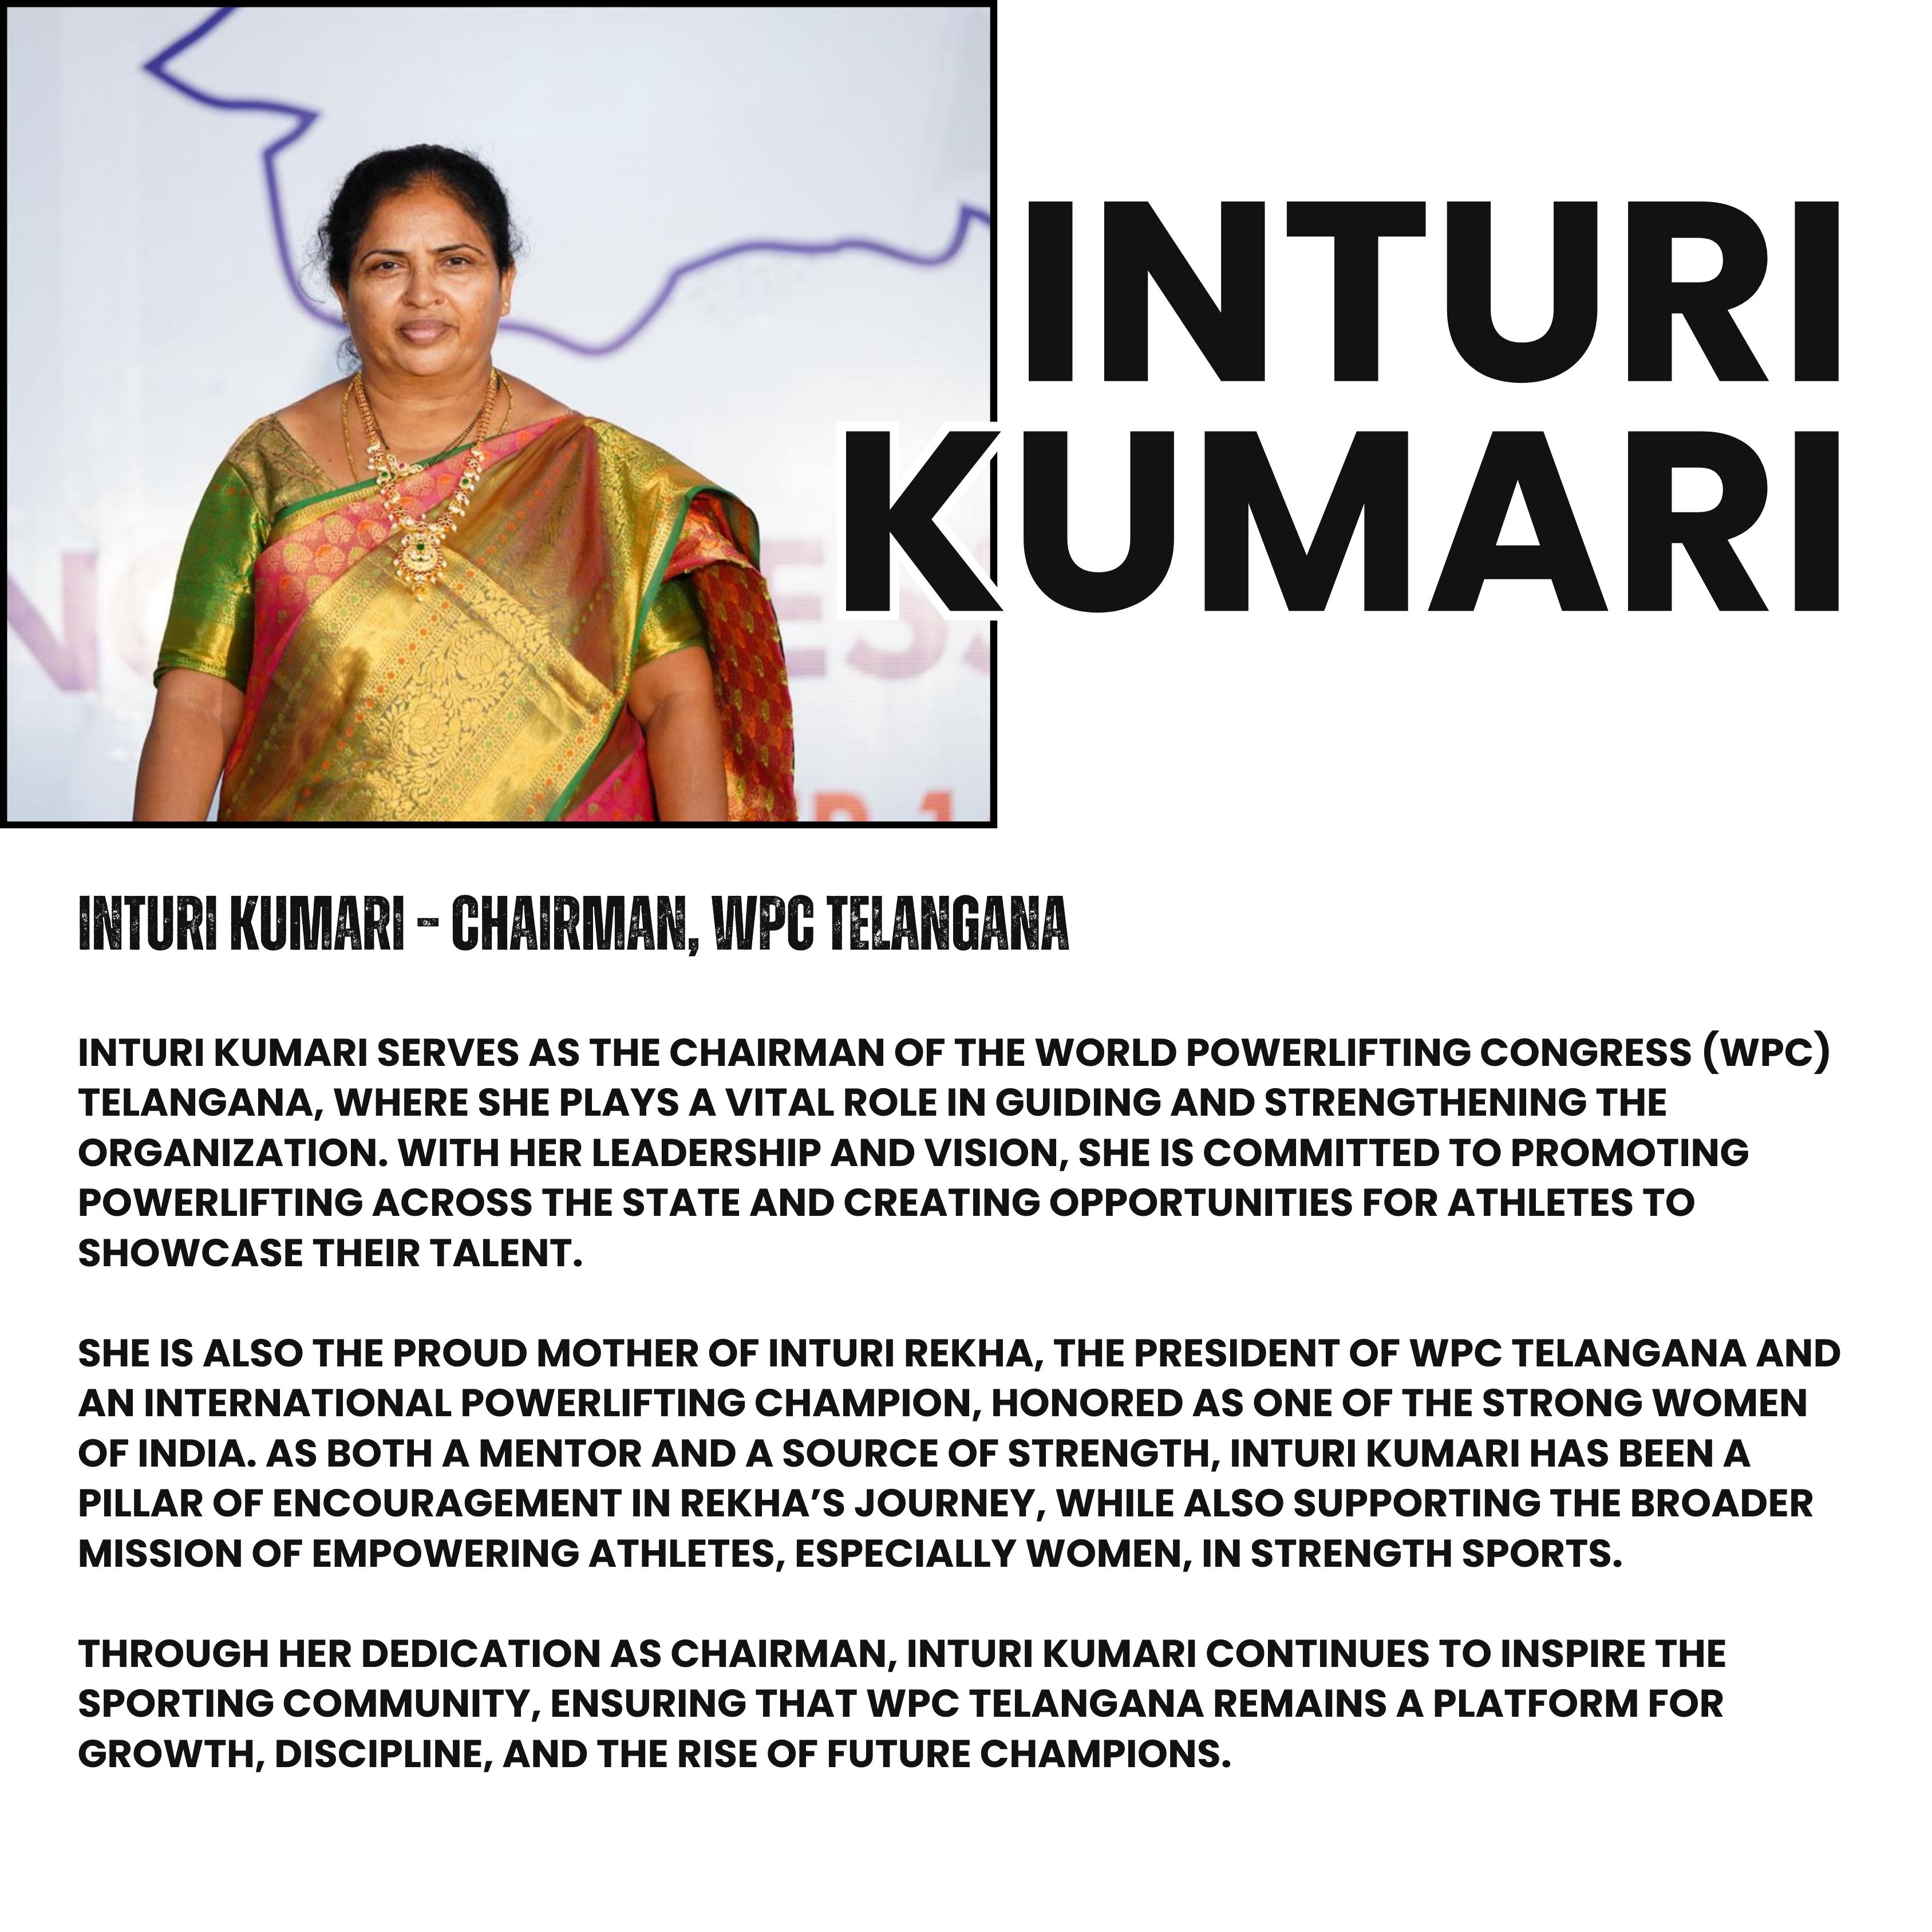 INTURI
KUMARI
INTURI KUMARI – CHAIRMAN, WPC TELANGANA
INTURI KUMARI SERVES AS THE CHAIRMAN OF THE WORLD POWERLIFTING CONGRESS (WPC)
TELANGANA, WHERE SHE PLAYS A VITAL ROLE IN GUIDING AND STRENGTHENING THE
ORGANIZATION. WITH HER LEADERSHIP AND VISION, SHE IS COMMITTED TO PROMOTING
POWERLIFTING ACROSS THE STATE AND CREATING OPPORTUNITIES FOR ATHLETES TO
SHOWCASE THEIR TALENT.
SHE IS ALSO THE PROUD MOTHER OF INTURI REKHA, THE PRESIDENT OF WPC TELANGANA AND
AN INTERNATIONAL POWERLIFTING CHAMPION, HONORED AS ONE OF THE STRONG WOMEN
OF INDIA. AS BOTH A MENTOR AND A SOURCE OF STRENGTH, INTURI KUMARI HAS BEEN A
PILLAR OF ENCOURAGEMENT IN REKHA’S JOURNEY, WHILE ALSO SUPPORTING THE BROADER
MISSION OF EMPOWERING ATHLETES, ESPECIALLY WOMEN, IN STRENGTH SPORTS.
THROUGH HER DEDICATION AS CHAIRMAN, INTURI KUMARI CONTINUES TO INSPIRE THE
SPORTING COMMUNITY, ENSURING THAT WPC TELANGANA REMAINS A PLATFORM FOR
GROWTH, DISCIPLINE, AND THE RISE OF FUTURE CHAMPIONS.